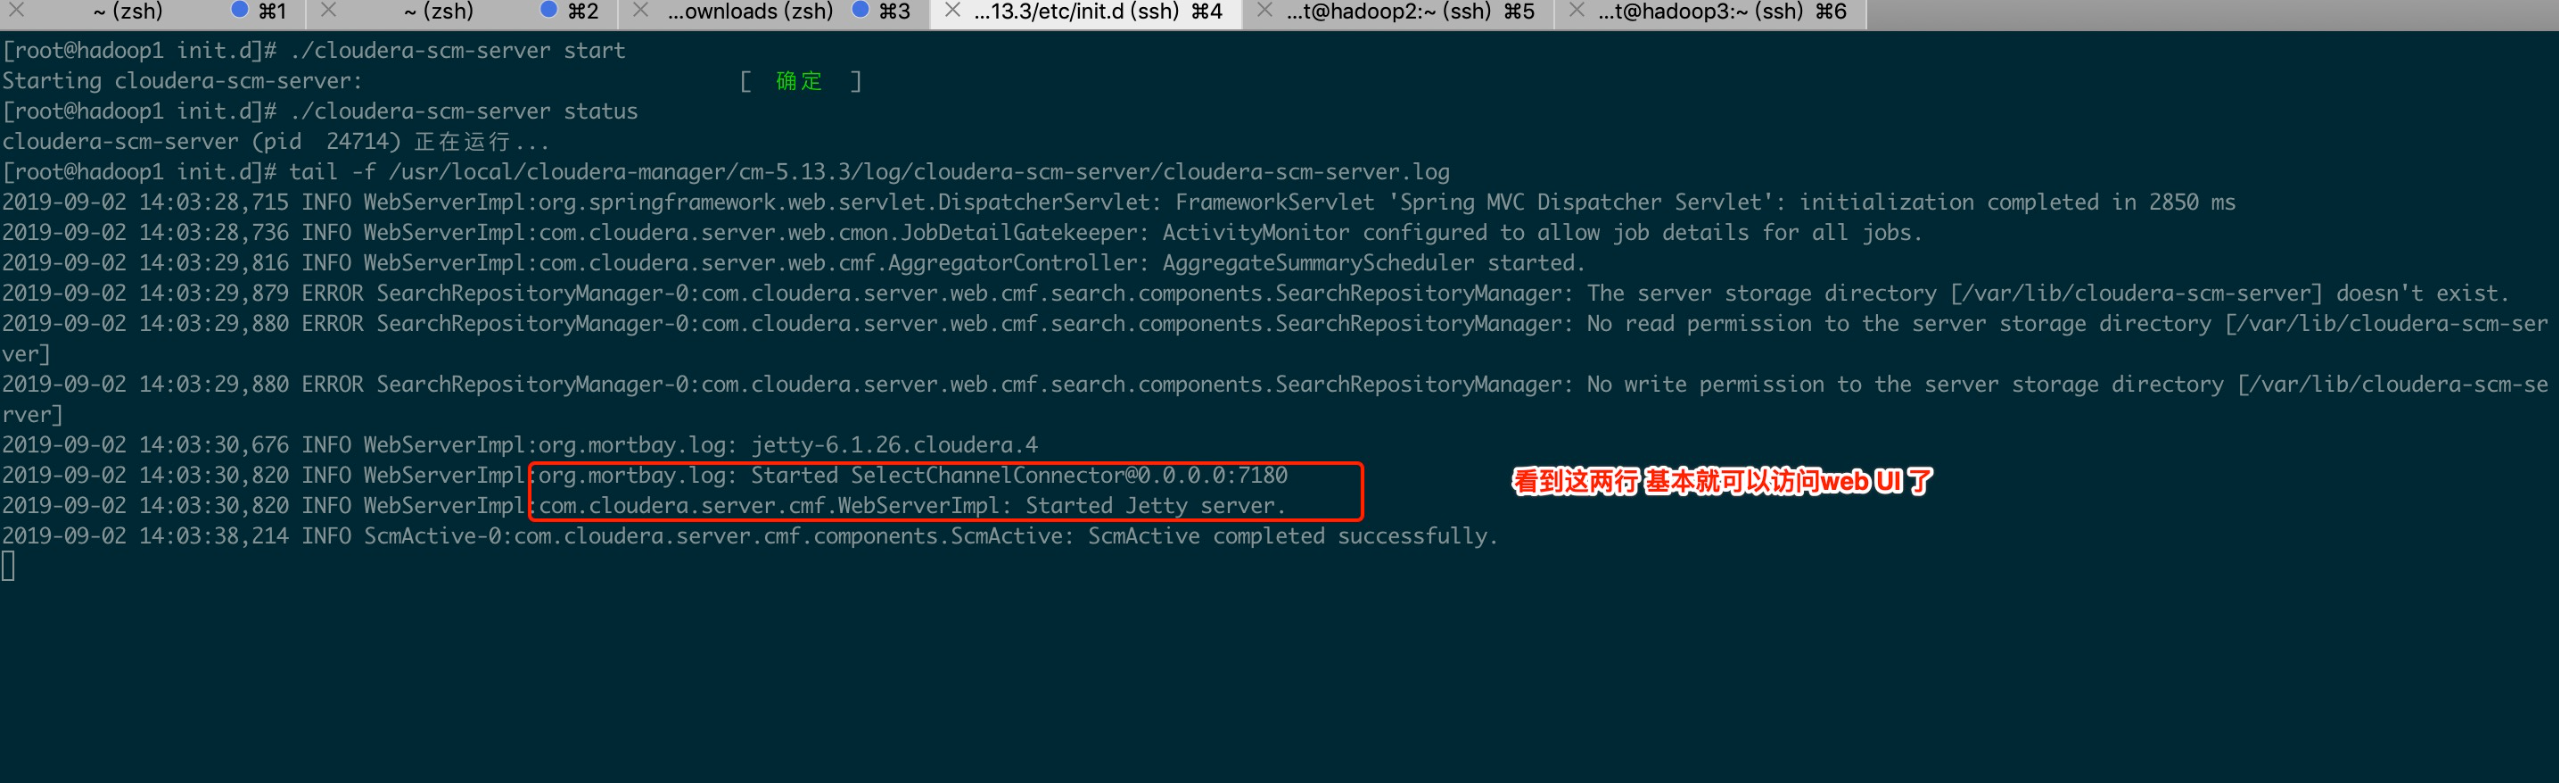 ~ (zsh) ⌘1 ~ (zsh) ⌘2 ...ownloads (zsh) ⌘3 ...13.3/etc/init.d (ssh) ⌘4 ...t@hadoop2:~ (ssh) ⌘5 ...t@hadoop3:~ (ssh) ⌘6
[root@hadoop1 init.d]# ./cloudera-scm-server start
Starting cloudera-scm-server: [ 确定 ]
[root@hadoop1 init.d]# ./cloudera-scm-server status
cloudera-scm-server (pid  24714) 正在运行...
[root@hadoop1 init.d]# tail -f /usr/local/cloudera-manager/cm-5.13.3/log/cloudera-scm-server/cloudera-scm-server.log
2019-09-02 14:03:28,715 INFO WebServerImpl:org.springframework.web.servlet.DispatcherServlet: FrameworkServlet 'Spring MVC Dispatcher Servlet': initialization completed in 2850 ms
2019-09-02 14:03:28,736 INFO WebServerImpl:com.cloudera.server.web.cmon.JobDetailGatekeeper: ActivityMonitor configured to allow job details for all jobs.
2019-09-02 14:03:29,816 INFO WebServerImpl:com.cloudera.server.web.cmf.AggregatorController: AggregateSummaryScheduler started.
2019-09-02 14:03:29,879 ERROR SearchRepositoryManager-0:com.cloudera.server.web.cmf.search.components.SearchRepositoryManager: The server storage directory [/var/lib/cloudera-scm-server] doesn't exist.
2019-09-02 14:03:29,880 ERROR SearchRepositoryManager-0:com.cloudera.server.web.cmf.search.components.SearchRepositoryManager: No read permission to the server storage directory [/var/lib/cloudera-scm-ser
ver]
2019-09-02 14:03:29,880 ERROR SearchRepositoryManager-0:com.cloudera.server.web.cmf.search.components.SearchRepositoryManager: No write permission to the server storage directory [/var/lib/cloudera-scm-se
rver]
2019-09-02 14:03:30,676 INFO WebServerImpl:org.mortbay.log: jetty-6.1.26.cloudera.4
2019-09-02 14:03:30,820 INFO WebServerImpl:org.mortbay.log: Started SelectChannelConnector@0.0.0.0:7180
看到这两行 基本就可以访问web UI 了
2019-09-02 14:03:30,820 INFO WebServerImpl:com.cloudera.server.cmf.WebServerImpl: Started Jetty server.
2019-09-02 14:03:38,214 INFO ScmActive-0:com.cloudera.server.cmf.components.ScmActive: ScmActive completed successfully.